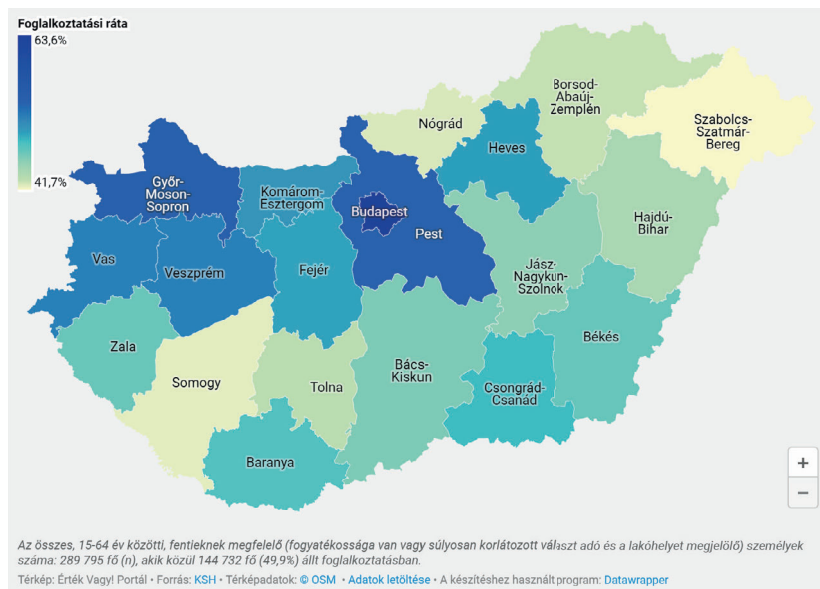 Foglalkoztatási ráta
63,6%
41,7%
Borsod-
Abaúj-
Zemplén
Szabolcs-
Szatmár-
Bereg
Nógrád
Heves
Győr-
Moson-
Sopron
Komárom-
Esztergom
Budapest
Pest
Hajdú-
Bihar
Vas
Veszprém
Fejér
Jász-
Nagykun-
Szolnok
Zala
Békés
Somogy
Tolna
Bács-
Kiskun
Csongrád-
Csanád
Baranya
+
−
Az összes, 15-64 év közötti, fentieknek megfelelő (fogyatékossága van vagy súlyosan korlátozott választ adó és a lakóhelyet megjelölő) személyek
száma: 289 795 fő (n), akik közül 144 732 fő (49,9%) állt foglalkoztatásban.
Térkép: Érték Vagy! Portál • Forrás: KSH • Térképadatok: © OSM • Adatok letöltése • A készítéshez használt program: Datawrapper